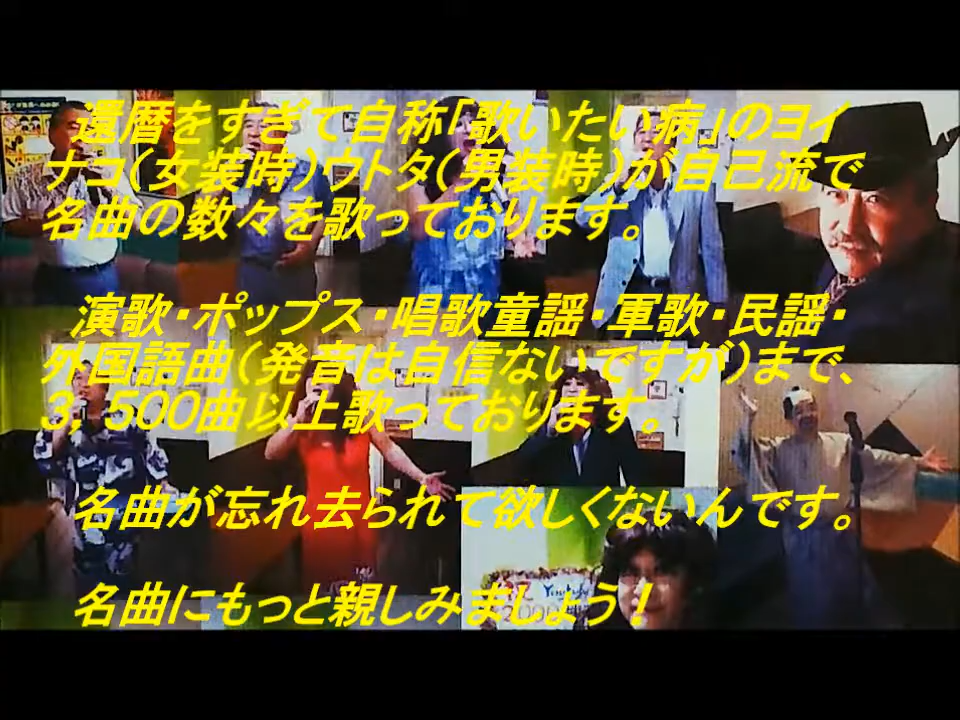 還暦をすぎて自称「歌いたい病」のヨイ
ナコ（女装時）ウトタ（男装時）が自己流で
名曲の数々を歌っております。
演歌・ポップス・唱歌童謡・軍歌・民謡・
外国語曲（発音は自信ないですが）まで、
３，５００曲以上歌っております。
名曲が忘れ去られて欲しくないんです。
Youtube
2000曲
名曲にもっと親しみましょう！